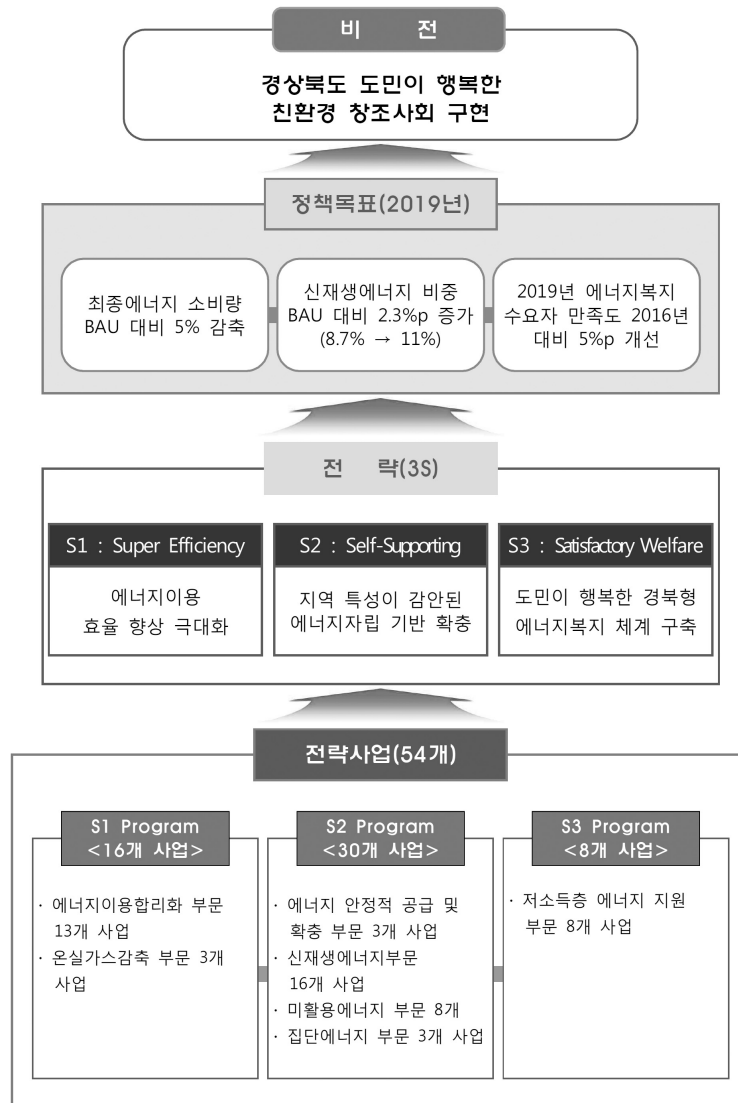 비 전
경상북도 도민이 행복한
친환경 창조사회 구현
정책목표(2019년)
최종에너지 소비량
BAU 대비 5% 감축
신재생에너지 비중
BAU 대비 2.3%p 증가
(8.7% → 11%)
2019년 에너지복지
수요자 만족도 2016년
대비 5%p 개선
전 략(3S)
S1 : Super Efficiency
에너지이용
효율 향상 극대화
S2 : Self-Supporting
지역 특성이 감안된
에너지자립 기반 확충
S3 : Satisfactory Welfare
도민이 행복한 경북형
에너지복지 체계 구축
전략사업(54개)
S1 Program
<16개 사업>
· 에너지이용합리화 부문
13개 사업
· 온실가스감축 부문 3개
사업
S2 Program
<30개 사업>
· 에너지 안정적 공급 및
확충 부문 3개 사업
· 신재생에너지부문
16개 사업
· 미활용에너지 부문 8개
· 집단에너지 부문 3개 사업
S3 Program
<8개 사업>
· 저소득층 에너지 지원
부문 8개 사업